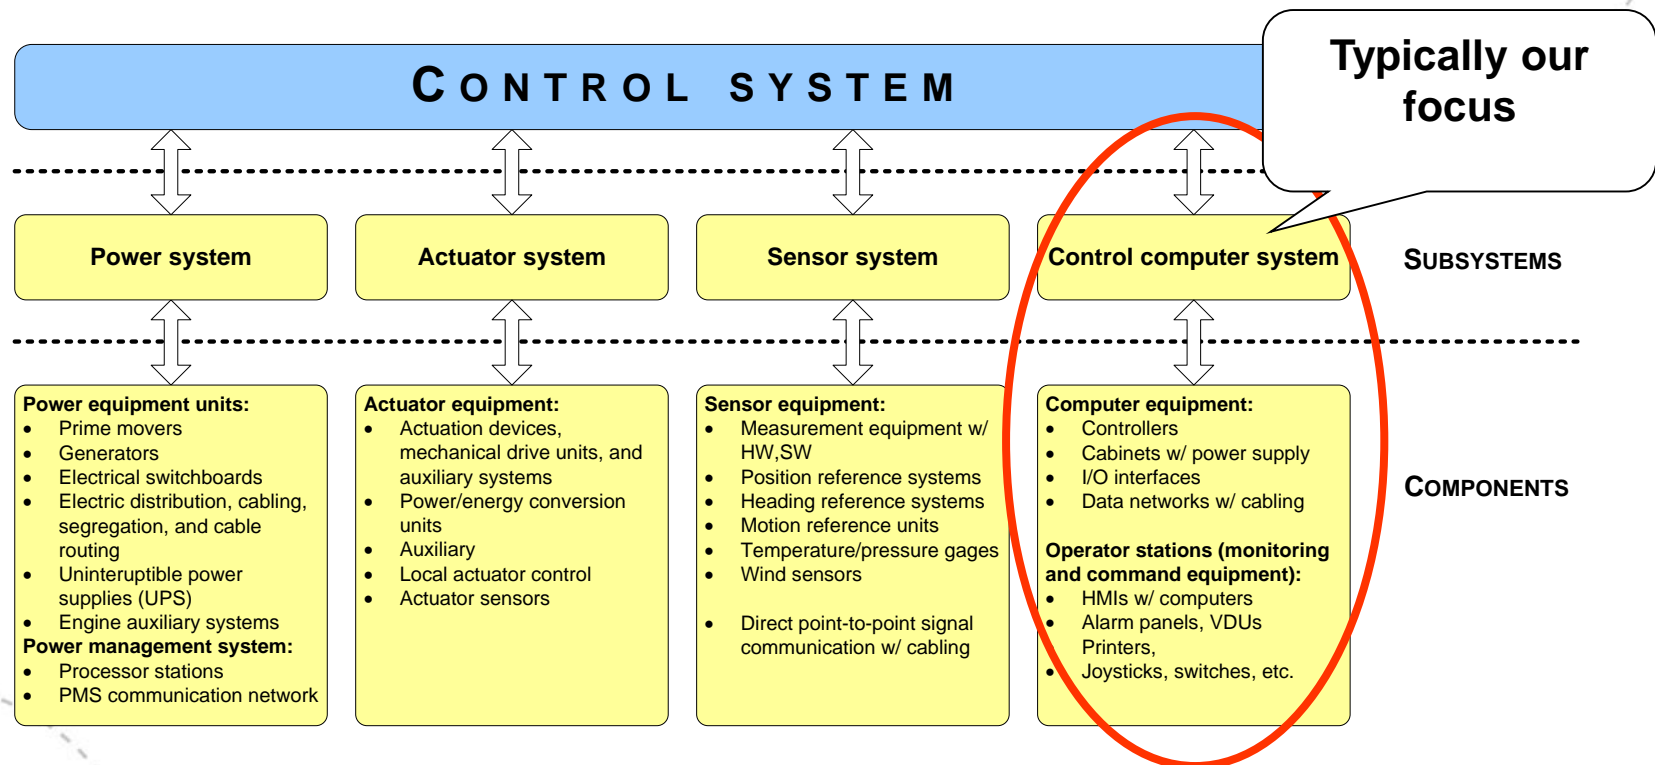 CONTROL SYSTEM
Typically our
focus
Power system
Actuator system
Sensor system
Control computer system
SUBSYSTEMS
Power equipment units:
• Prime movers
• Generators
• Electrical switchboards
• Electric distribution, cabling,
segregation, and cable
routing
• Uninteruptible power
supplies (UPS)
• Engine auxiliary systems
Power management system:
• Processor stations
• PMS communication network
Actuator equipment:
• Actuation devices,
mechanical drive units, and
auxiliary systems
• Power/energy conversion
units
• Auxiliary
• Local actuator control
• Actuator sensors
Sensor equipment:
• Measurement equipment w/
HW,SW
• Position reference systems
• Heading reference systems
• Motion reference units
• Temperature/pressure gages
• Wind sensors
• Direct point-to-point signal
communication w/ cabling
Computer equipment:
• Controllers
• Cabinets w/ power supply
• I/O interfaces
• Data networks w/ cabling
Operator stations (monitoring
and command equipment):
• HMIs w/ computers
• Alarm panels, VDUs
Printers,
• Joysticks, switches, etc.
COMPONENTS